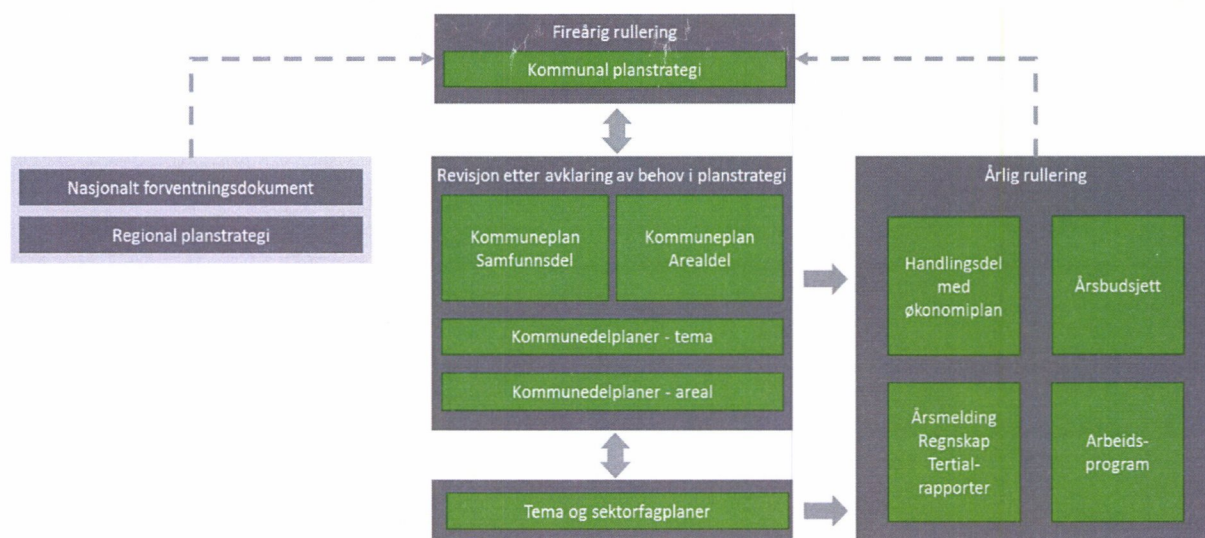 Fireårig rullering
Kommunal planstrategi
Nasjonalt forventningsdokument
Regional planstrategi
Revisjon etter avklaring av behov i planstrategi
Kommuneplan
Samfunnsdel
Kommuneplan
Arealdel
Kommunedelplaner - tema
Kommunedelplaner - areal
Tema og sektorfagplaner
Årlig rullering
Handlingsdel
med
økonomiplan
Årsbudsjett
Årsmelding
Regnskap
Tertial-
rapporter
Arbeids-
program